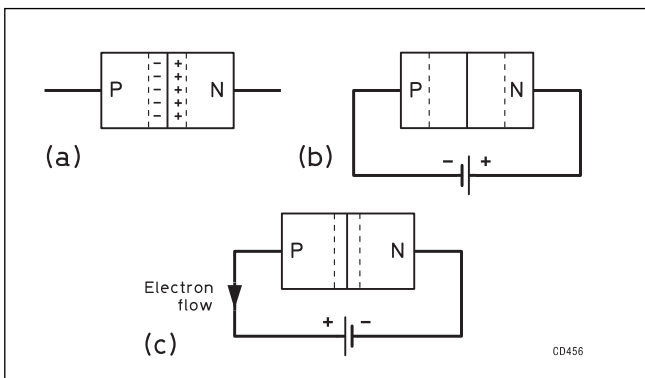 P
N
- +
- +
- +
- +
- +
(a)
P
N
(b)
- +
P
N
Electron
flow
+ -
(c)
CD456